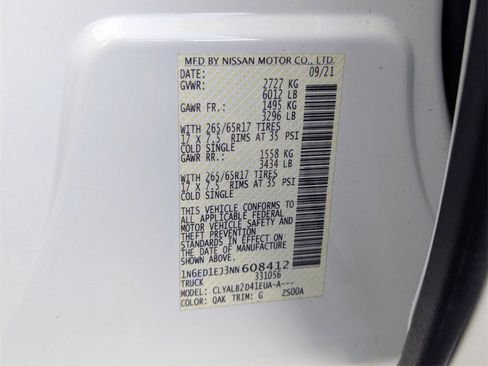 MFD BY NISSAN MOTOR CO., LTD.
DATE: 09/21
GVWR: 2727 KG
6012 LB
GAWR FR.: 1495 KG
3296 LB
WITH 265/65R17 TIRES
17 X 7.5 RIMS AT 35 PSI
COLD SINGLE
GAWR RR.: 1558 KG
3434 LB
WITH 265/65R17 TIRES
17 X 7.5 RIMS AT 35 PSI
COLD SINGLE
THIS VEHICLE CONFORMS TO
ALL APPLICABLE FEDERAL
MOTOR VEHICLE SAFETY AND
THEFT PREVENTION
STANDARDS IN EFFECT ON
THE DATE OF MANUFACTURE
SHOWN ABOVE.
1N6ED1EJ3NN608412
TRUCK 331056
MODEL: CLYALB2D41EUA-A---
COLOR: QAK TRIM: G ZS00A